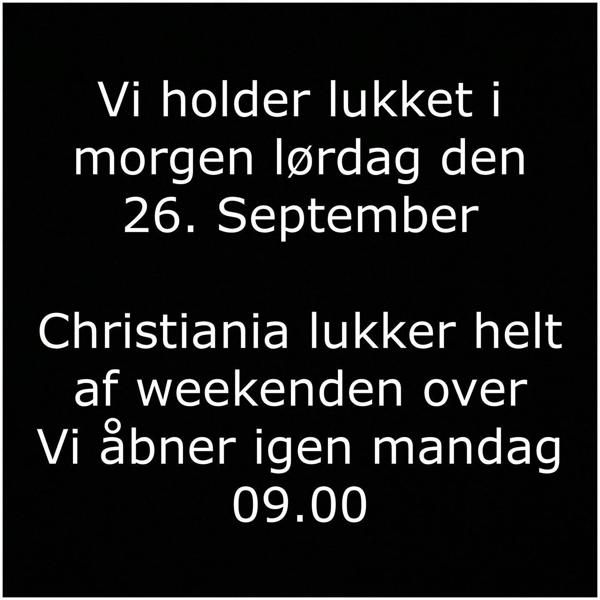 Vi holder lukket i
morgen lørdag den
26. September
Christiania lukker helt
af weekenden over
Vi åbner igen mandag
09.00